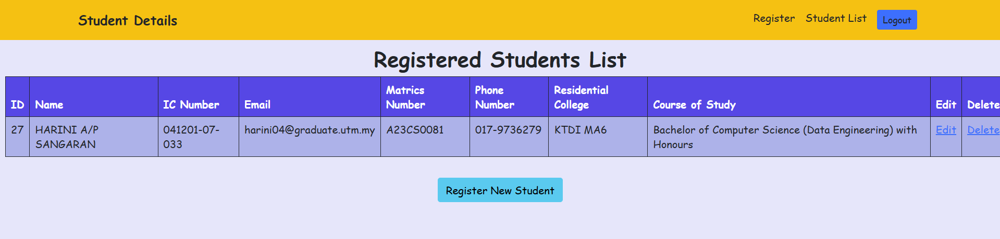 Student Details
Register Student List Logout
Registered Students List
ID Name IC Number Email Matrics Number Phone Number Residential College Course of Study Edit Delete
27 HARINI A/P SANGARAN 041201-07-033 harini04@graduate.utm.my A23CS0081 017-9736279 KTDI MA6 Bachelor of Computer Science (Data Engineering) with Honours Edit Delete
Register New Student